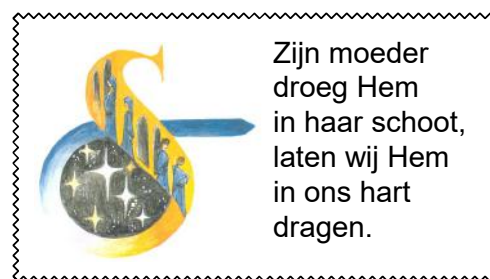 Zijn moeder
droeg Hem
in haar schoot,
laten wij Hem
in ons hart
dragen.